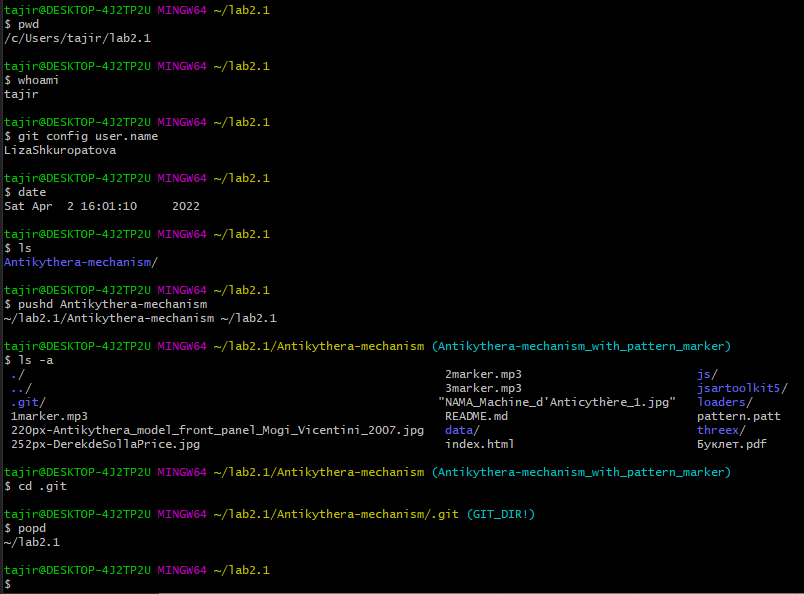 tajir@DESKTOP-4J2TP2U MINGW64 ~/lab2.1
$ pwd
/c/Users/tajir/lab2.1
tajir@DESKTOP-4J2TP2U MINGW64 ~/lab2.1
$ whoami
tajir
tajir@DESKTOP-4J2TP2U MINGW64 ~/lab2.1
$ git config user.name
LizaShkuropatova
tajir@DESKTOP-4J2TP2U MINGW64 ~/lab2.1
$ date
Sat Apr  2 16:01:10     2022
tajir@DESKTOP-4J2TP2U MINGW64 ~/lab2.1
$ ls
Antikythera-mechanism/
tajir@DESKTOP-4J2TP2U MINGW64 ~/lab2.1
$ pushd Antikythera-mechanism
~/lab2.1/Antikythera-mechanism ~/lab2.1
tajir@DESKTOP-4J2TP2U MINGW64 ~/lab2.1/Antikythera-mechanism (Antikythera-mechanism_with_pattern_marker)
$ ls -a
./ 2marker.mp3 js/
../ 3marker.mp3 jsartoolkit5/
.git/ "NAMA_Machine_d'Anticythère_1.jpg" loaders/
1marker.mp3 README.md pattern.patt
220px-Antikythera_model_front_panel_Mogi_Vicentini_2007.jpg data/ threex/
252px-DerekdeSollaPrice.jpg index.html Буклет.pdf
tajir@DESKTOP-4J2TP2U MINGW64 ~/lab2.1/Antikythera-mechanism (Antikythera-mechanism_with_pattern_marker)
$ cd .git
tajir@DESKTOP-4J2TP2U MINGW64 ~/lab2.1/Antikythera-mechanism/.git (GIT_DIR!)
$ popd
~/lab2.1
tajir@DESKTOP-4J2TP2U MINGW64 ~/lab2.1
$